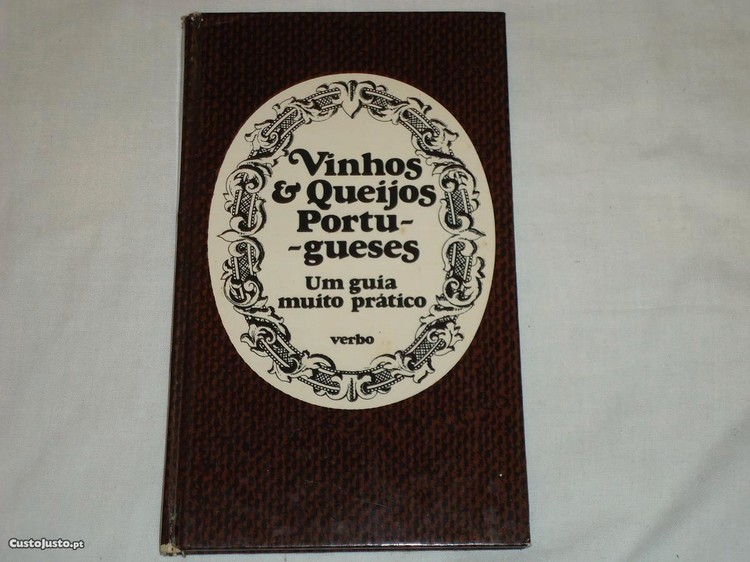 Vinhos
& Queijos
Portu-
-gueses
Um guia
muito prático
verbo
CustoJusto.pt